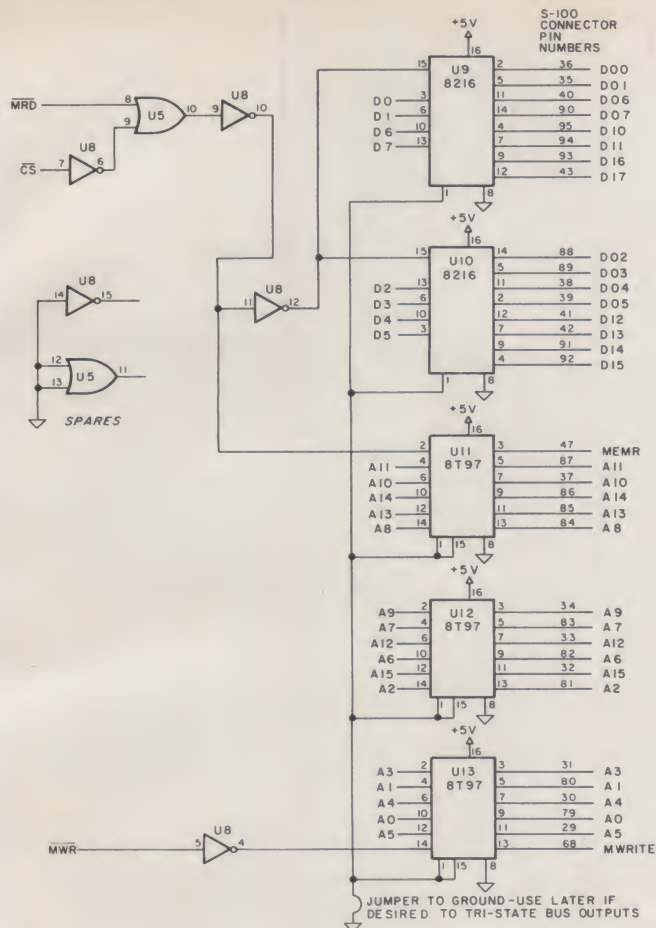 S-100
CONNECTOR
PIN
NUMBERS
+5V
16
15 U9 2 36 DO0
8216 5 35 DO1
D0 3 11 40 DO6
D1 6 14 90 DO7
D6 10 4 95 DI0
D7 13 7 94 DI1
9 93 DI6
12 43 DI7
1 8
MRD 8 U5 10 9 U8 10
9
CS 7 U8 6
+5V
16
15 U10 14 88 DO2
8216 5 89 DO3
D2 13 11 38 DO4
D3 6 2 39 DO5
D4 10 12 41 DI2
D5 3 7 42 DI3
9 91 DI4
4 92 DI5
1 8
U8
11 12
U8
14 15
12 U5 11
13
SPARES
+5V
16
2 U11 3 47 MEMR
A11 4 8T97 5 87 A11
A10 6 7 37 A10
A14 10 9 86 A14
A13 12 11 85 A13
A8 14 13 84 A8
1 15 8
+5V
16
A9 2 U12 3 34 A9
A7 4 8T97 5 83 A7
A12 6 7 33 A12
A6 10 9 82 A6
A15 12 11 32 A15
A2 14 13 81 A2
1 15 8
+5V
16
A3 2 U13 3 31 A3
A1 4 8T97 5 80 A1
A4 6 7 30 A4
A0 10 9 79 A0
A5 12 11 29 A5
MWR 5 U8 4 14 13 68 MWRITE
1 15 8
JUMPER TO GROUND-USE LATER IF
DESIRED TO TRI-STATE BUS OUTPUTS